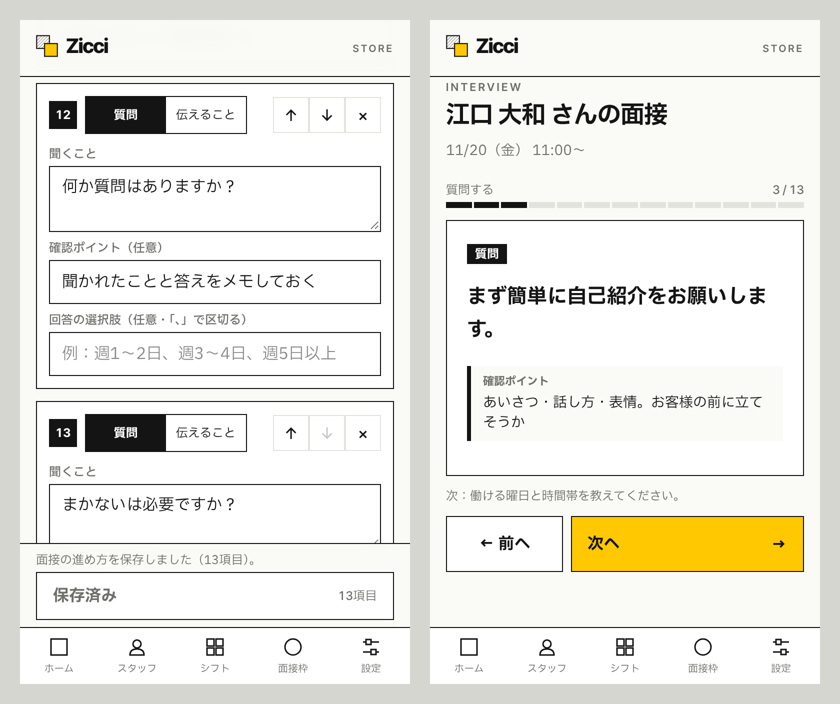 Zicci
STORE
12 質問 伝えること ↑ ↓ ×
聞くこと
何か質問はありますか？
確認ポイント（任意）
聞かれたことと答えをメモしておく
回答の選択肢（任意・「、」で区切る）
例：週1〜2日、週3〜4日、週5日以上
13 質問 伝えること ↑ ↓ ×
聞くこと
まかないは必要ですか？
面接の進め方を保存しました（13項目）。
保存済み 13項目
ホーム スタッフ シフト 面接枠 設定
Zicci
STORE
INTERVIEW
江口 大和 さんの面接
11/20（金） 11:00〜
質問する 3 / 13
質問
まず簡単に自己紹介をお願いしま
す。
確認ポイント
あいさつ・話し方・表情。お客様の前に立て
そうか
次：働ける曜日と時間帯を教えてください。
← 前へ 次へ →
ホーム スタッフ シフト 面接枠 設定